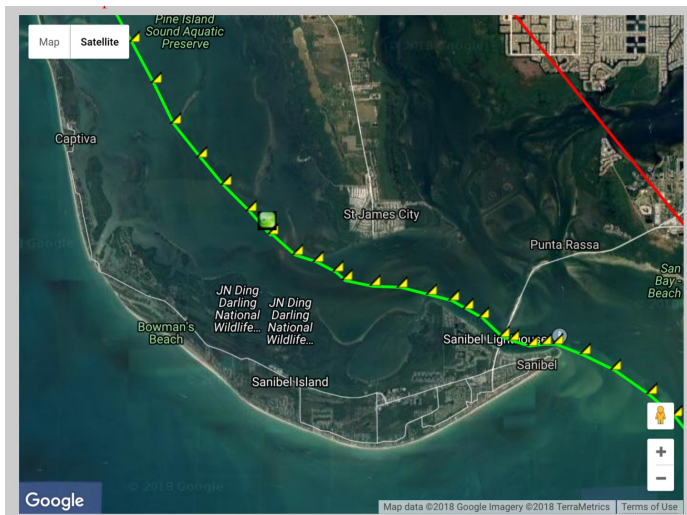 Pine Island
Sound Aquatic
Preserve
Map
Satellite
© 2018 Google
Captiva
St James City
Punta Rassa
San
Bay -
Beach
JN Ding
Darling
National
Wildlife...
JN Ding
Darling
National
Wildlife...
Bowman's
Beach
Sanibel Lighthouse
Sanibel
Sanibel Island
+
−
© 2018 Google
Google
Map data ©2018 Google Imagery ©2018 TerraMetrics
Terms of Use